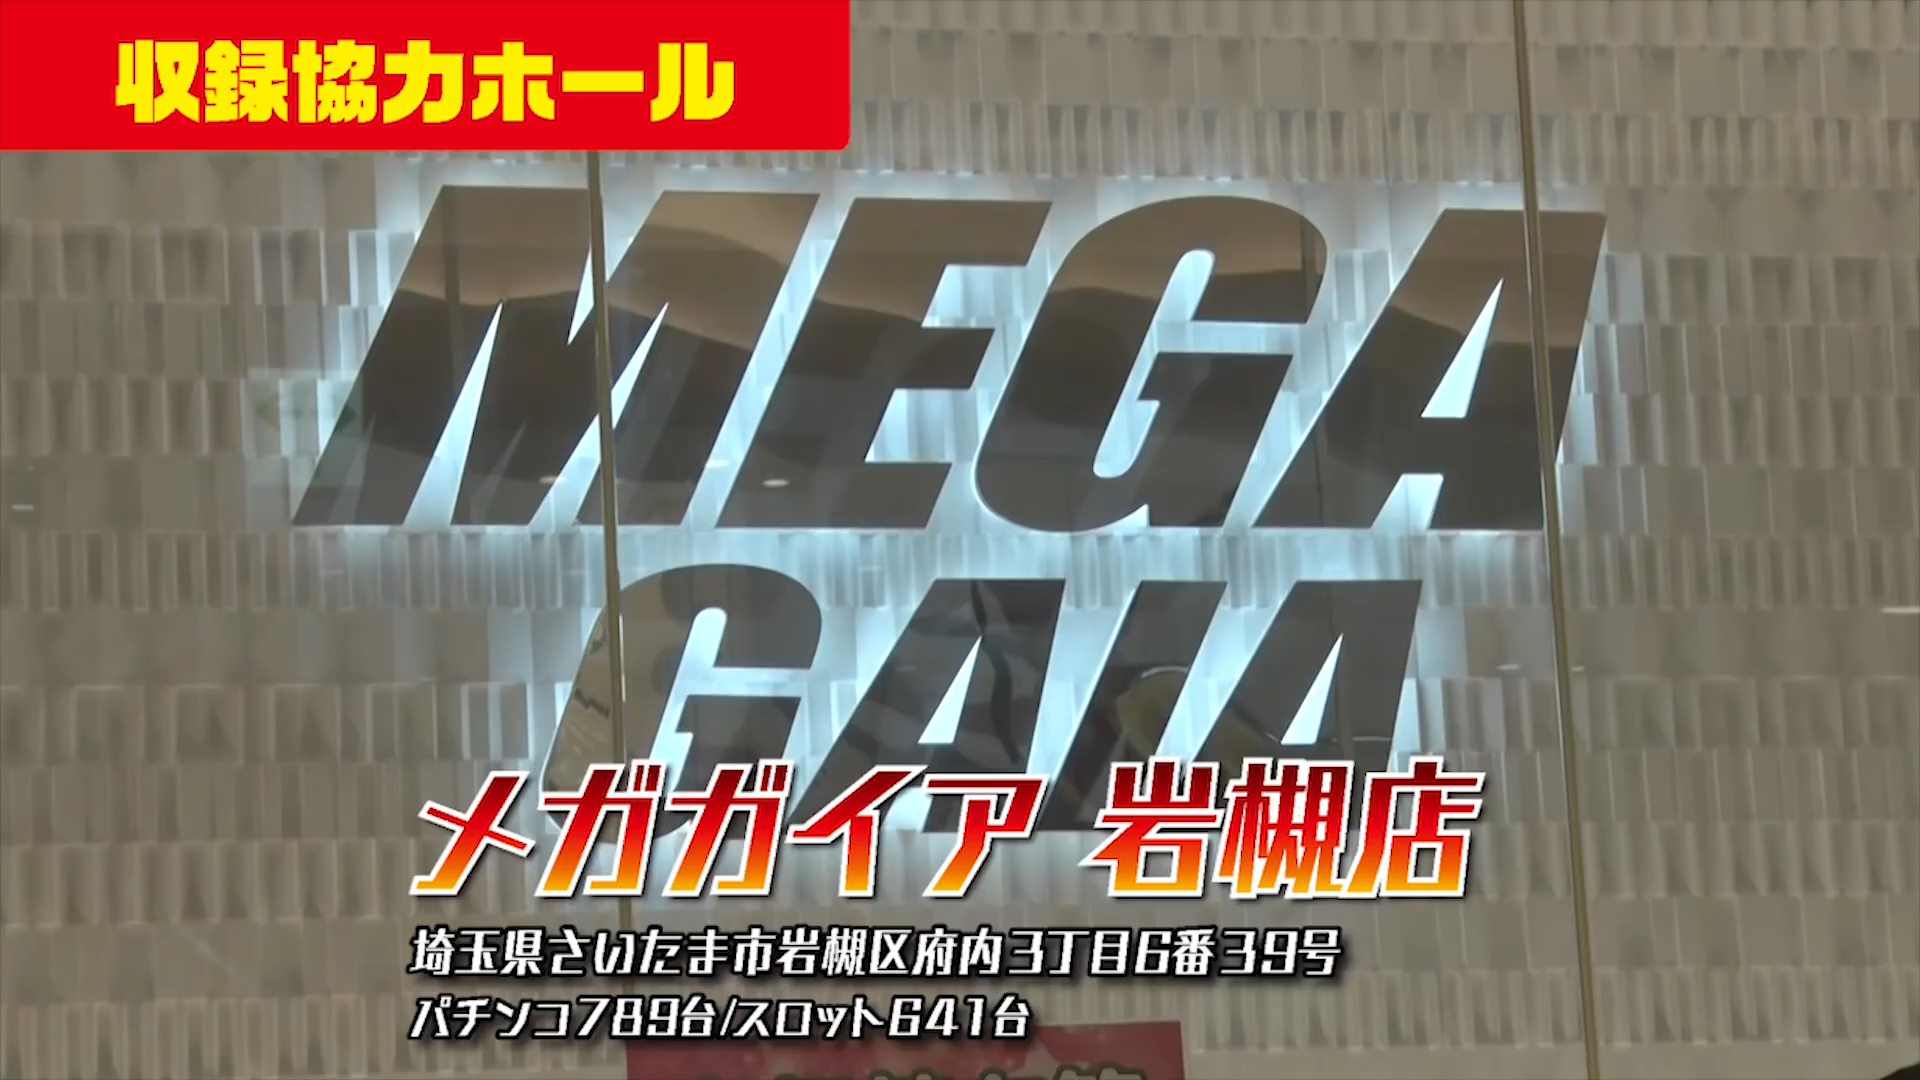 収録協力ホール
MEGA
GAIA
メガガイア 岩槻店
埼玉県さいたま市岩槻区府内3丁目6番39号
パチンコ789台/スロット641台